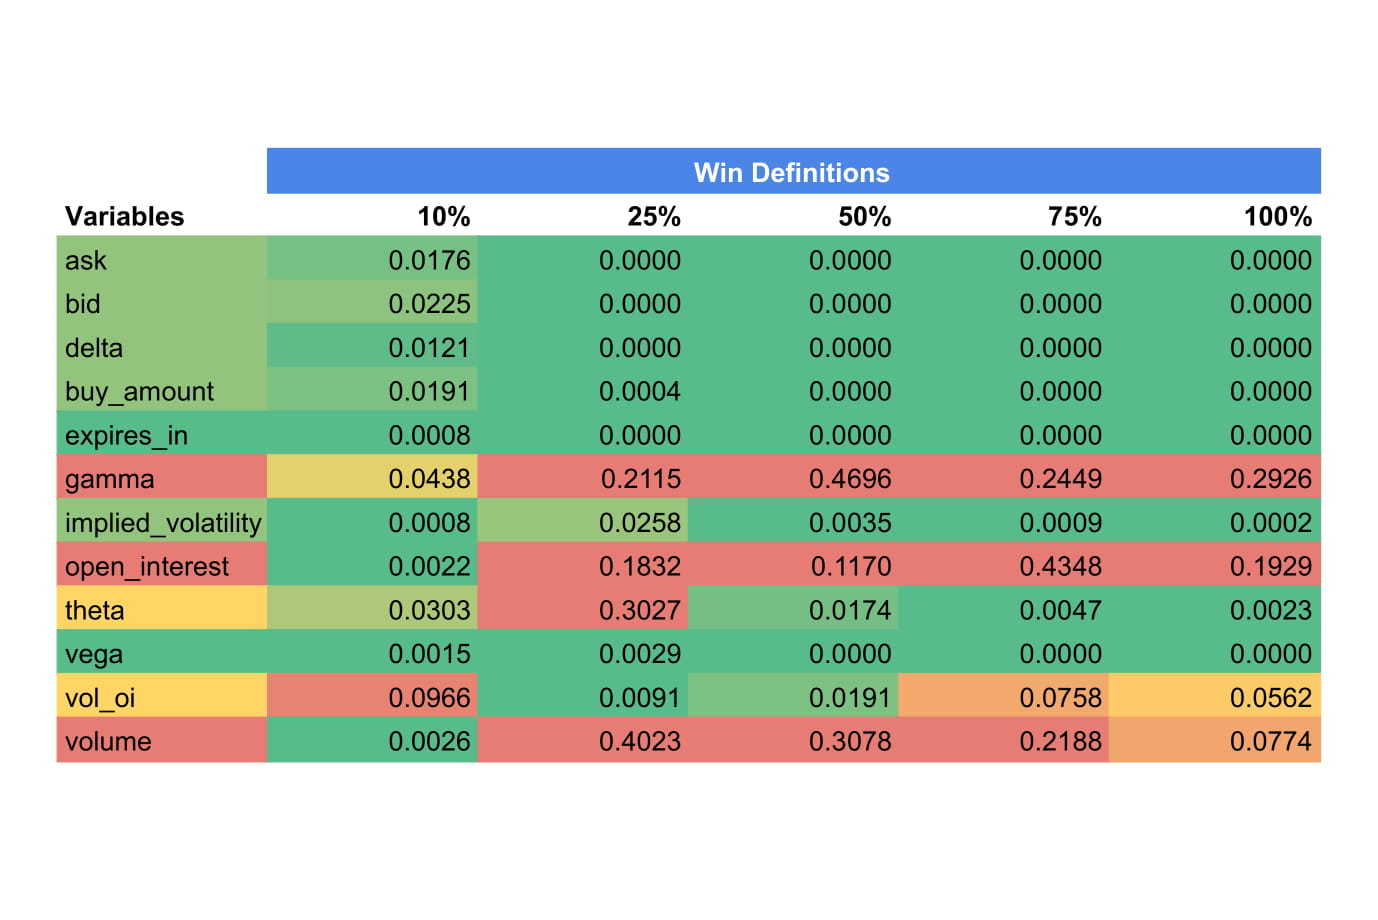 Win Definitions
Variables 10% 25% 50% 75% 100%
ask 0.0176 0.0000 0.0000 0.0000 0.0000
bid 0.0225 0.0000 0.0000 0.0000 0.0000
delta 0.0121 0.0000 0.0000 0.0000 0.0000
buy_amount 0.0191 0.0004 0.0000 0.0000 0.0000
expires_in 0.0008 0.0000 0.0000 0.0000 0.0000
gamma 0.0438 0.2115 0.4696 0.2449 0.2926
implied_volatility 0.0008 0.0258 0.0035 0.0009 0.0002
open_interest 0.0022 0.1832 0.1170 0.4348 0.1929
theta 0.0303 0.3027 0.0174 0.0047 0.0023
vega 0.0015 0.0029 0.0000 0.0000 0.0000
vol_oi 0.0966 0.0091 0.0191 0.0758 0.0562
volume 0.0026 0.4023 0.3078 0.2188 0.0774